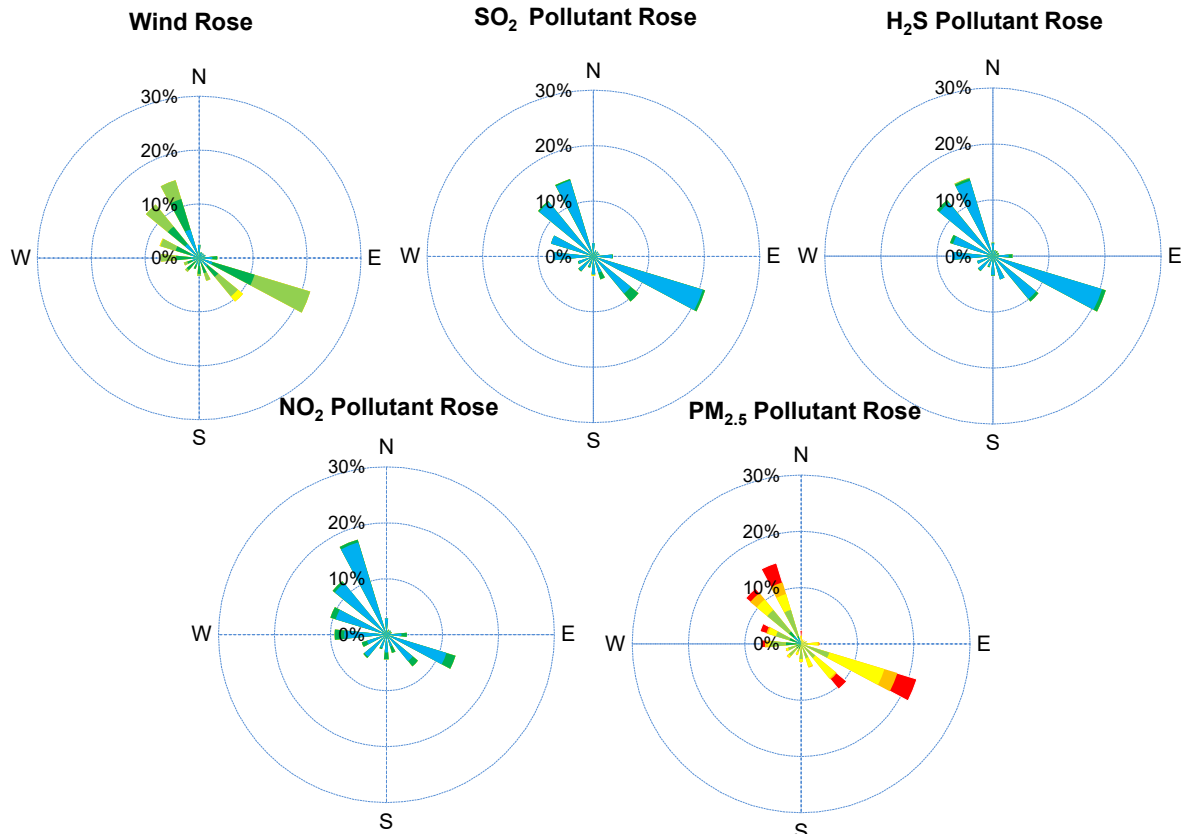 Wind Rose
SO₂ Pollutant Rose
H₂S Pollutant Rose
N
30%
20%
10%
0%
W
E
S
N
30%
20%
10%
0%
W
E
S
N
30%
20%
10%
0%
W
E
S
NO₂ Pollutant Rose
PM₂.₅ Pollutant Rose
N
30%
20%
10%
0%
W
E
S
N
30%
20%
10%
0%
W
E
S